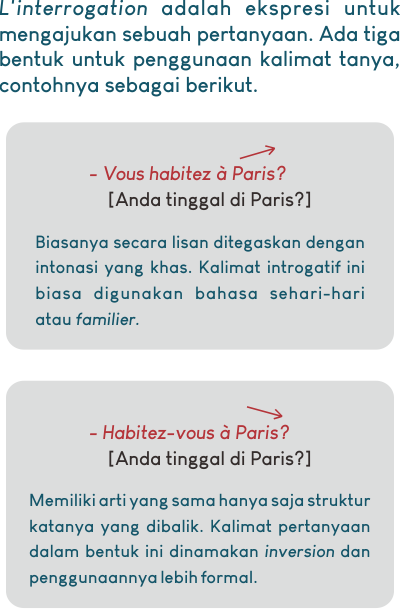 L'interrogation adalah ekspresi untuk
mengajukan sebuah pertanyaan. Ada tiga
bentuk untuk penggunaan kalimat tanya,
contohnya sebagai berikut.
- Vous habitez à Paris?
[Anda tinggal di Paris?]
Biasanya secara lisan ditegaskan dengan
intonasi yang khas. Kalimat introgatif ini
biasa digunakan bahasa sehari-hari
atau familier.
- Habitez-vous à Paris?
[Anda tinggal di Paris?]
Memiliki arti yang sama hanya saja struktur
katanya yang dibalik. Kalimat pertanyaan
dalam bentuk ini dinamakan inversion dan
penggunaannya lebih formal.